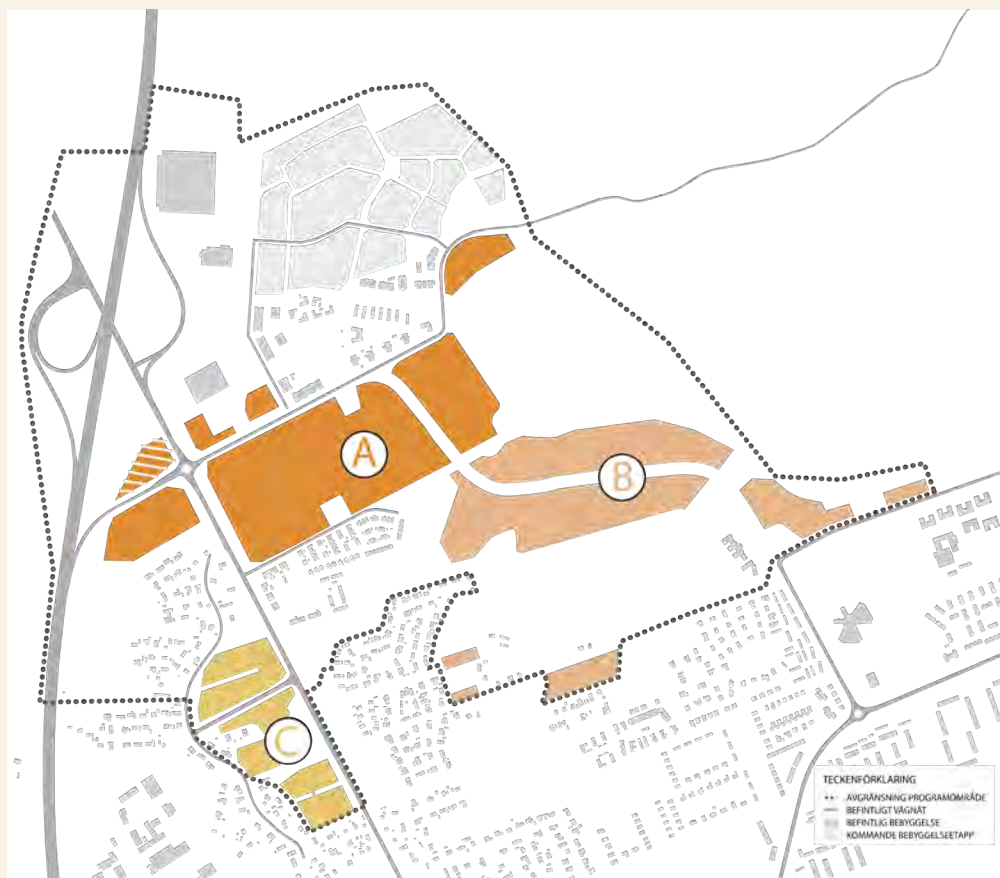 A
B
C
TECKENFÖRKLARING
AVGRÄNSNING PROGRAMOMRÅDE
BEFINTLIGT VÄGNÄT
BEFINTLIG BEBYGGELSE
KOMMANDE BEBYGGELSEETAPP